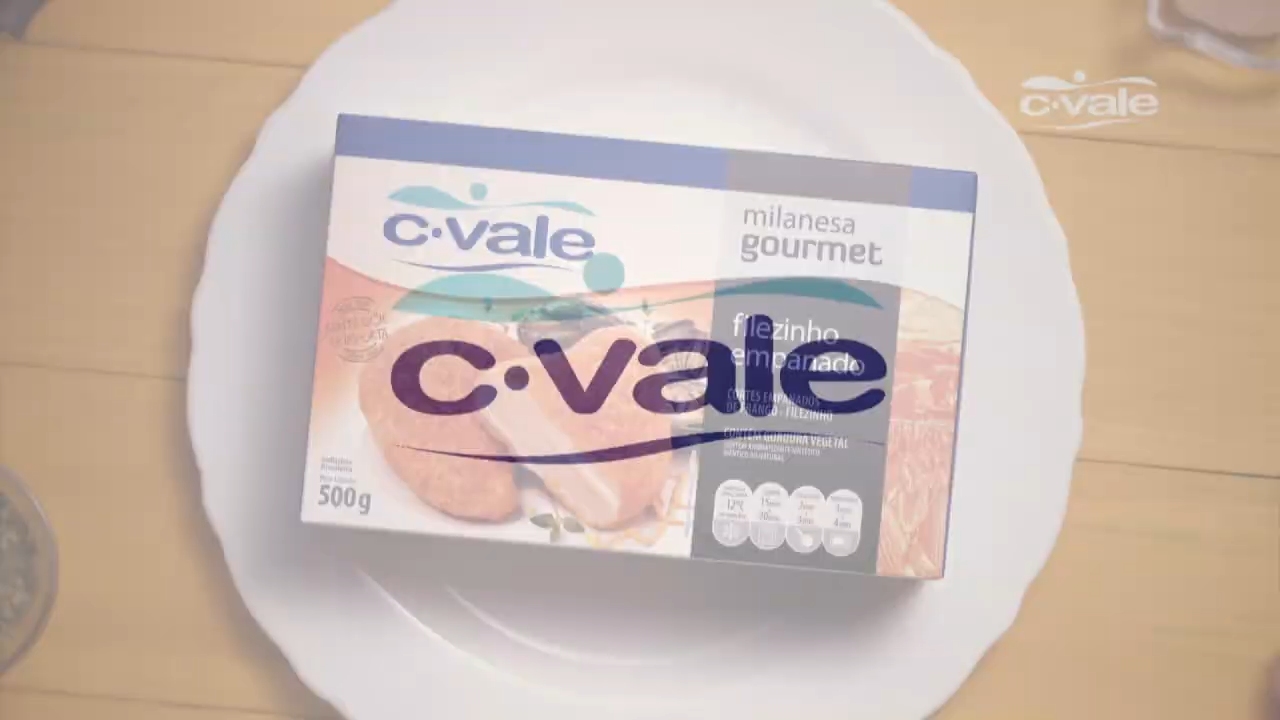 c·vale
c·vale
milanesa
gourmet
c·vale
filezinho
empanado
CORTES EMPANADOS
DE FRANGO - FILEZINHO
CONTÉM GORDURA VEGETAL
500g